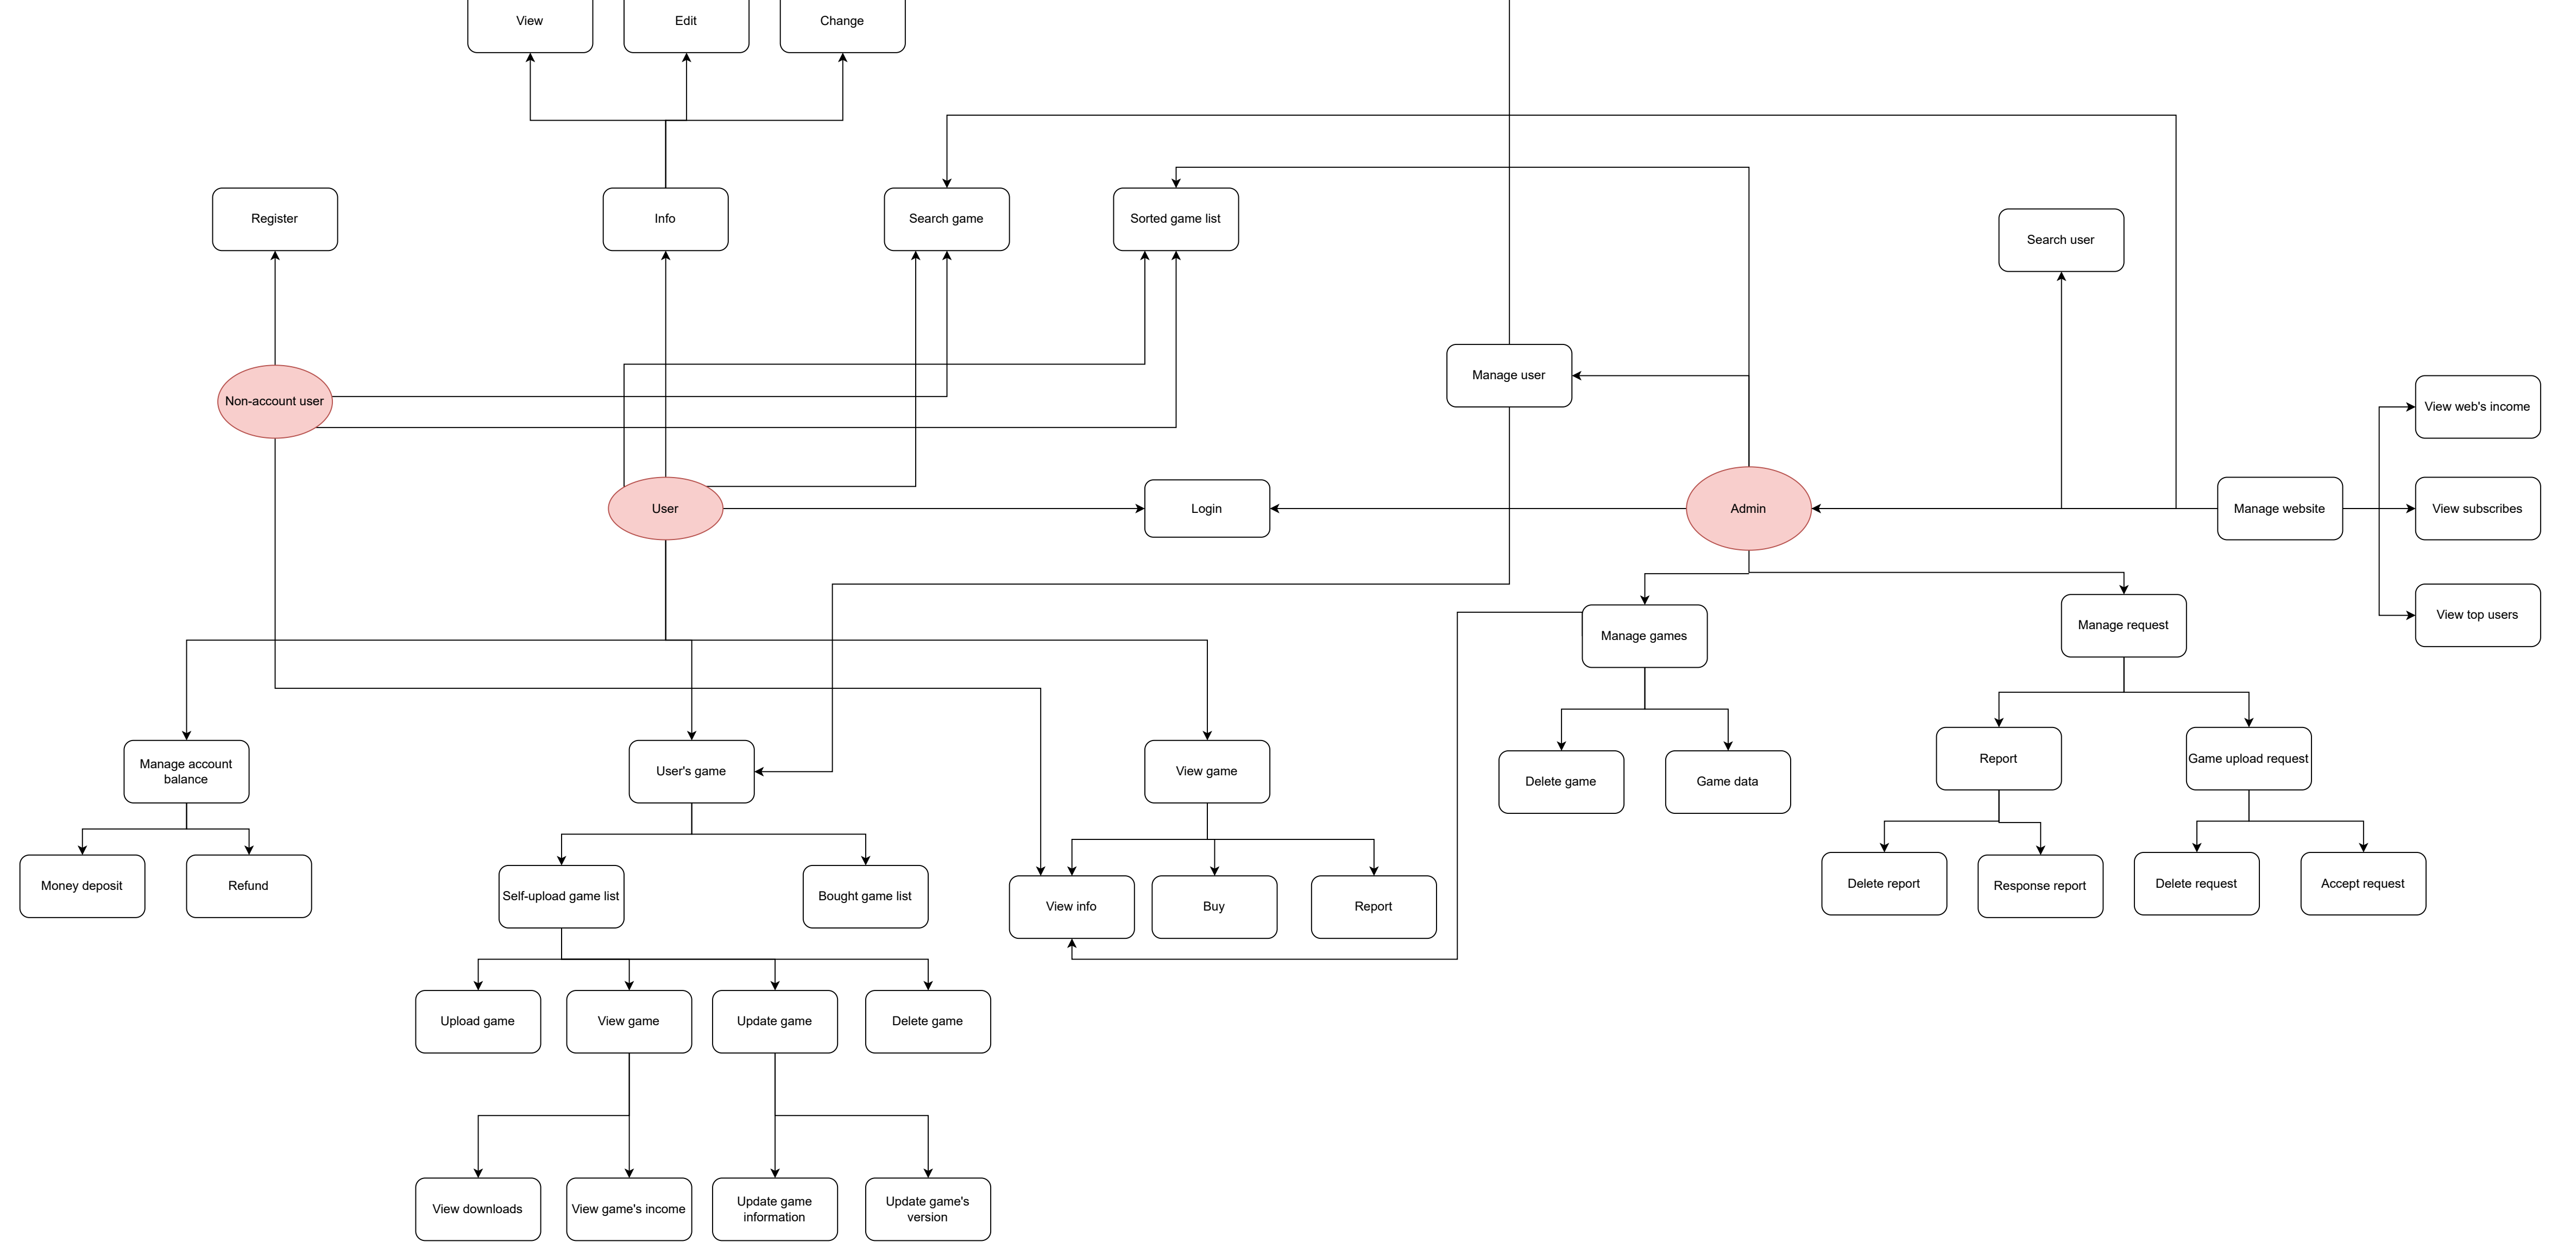 View
Edit
Change
Register
Info
Search game
Sorted game list
Search user
Manage user
Non-account user
View web's income
User
Login
Admin
Manage website
View subscribes
View top users
Manage games
Manage request
Manage account
balance
User's game
View game
Delete game
Game data
Report
Game upload request
Money deposit
Refund
Self-upload game list
Bought game list
View info
Buy
Report
Delete report
Response report
Delete request
Accept request
Upload game
View game
Update game
Delete game
View downloads
View game's income
Update game
information
Update game's
version